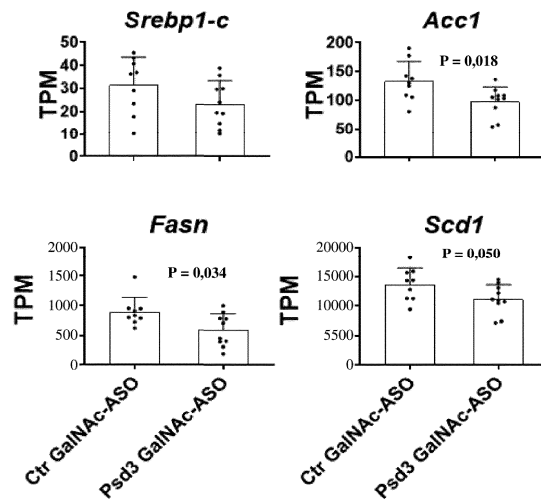 Srebp1-c
TPM
50
40
30
20
10
0
Acc1
TPM
P = 0,018
200
150
100
50
0
Fasn
TPM
P = 0,034
2000
1500
1000
500
0
Ctr GalNAc-ASO
Psd3 GalNAc-ASO
Scd1
TPM
P = 0,050
20000
15000
10000
5500
0
Ctr GalNAc-ASO
Psd3 GalNAc-ASO